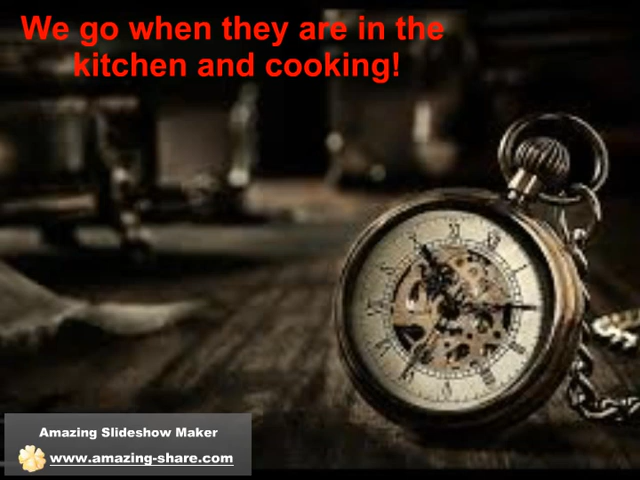 We go when they are in the
kitchen and cooking!
Amazing Slideshow Maker
www.amazing-share.com